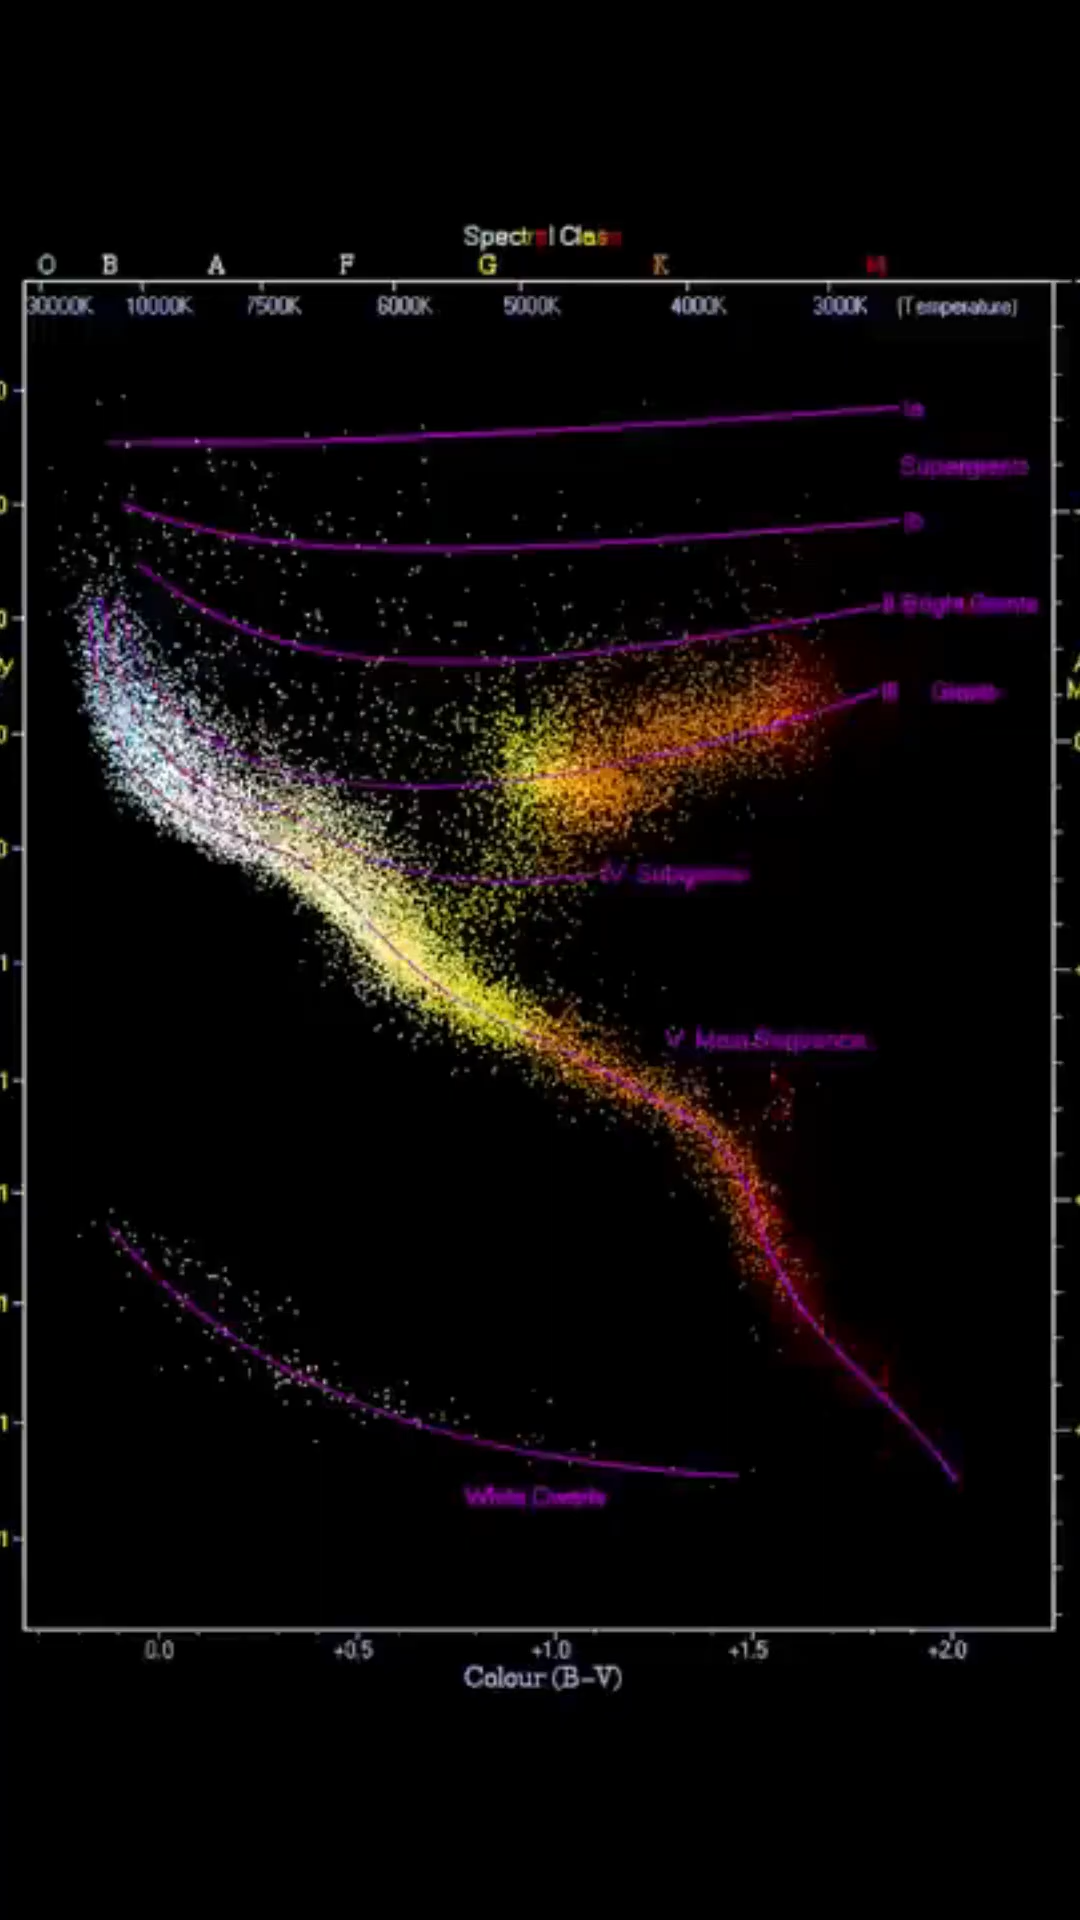 Spectral Class
O B A F G K M
30000K 10000K 7500K 6000K 5000K 4000K 3000K (Temperature)
Ia
Supergiants
Ib
II Bright Giants
III Giants
IV Subgiants
V Main Sequence
White Dwarfs
0.0 +0.5 +1.0 +1.5 +2.0
Colour (B-V)